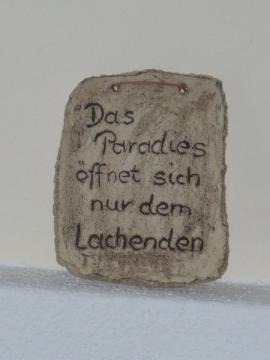 Das
Paradies
öffnet sich
nur dem
Lachenden